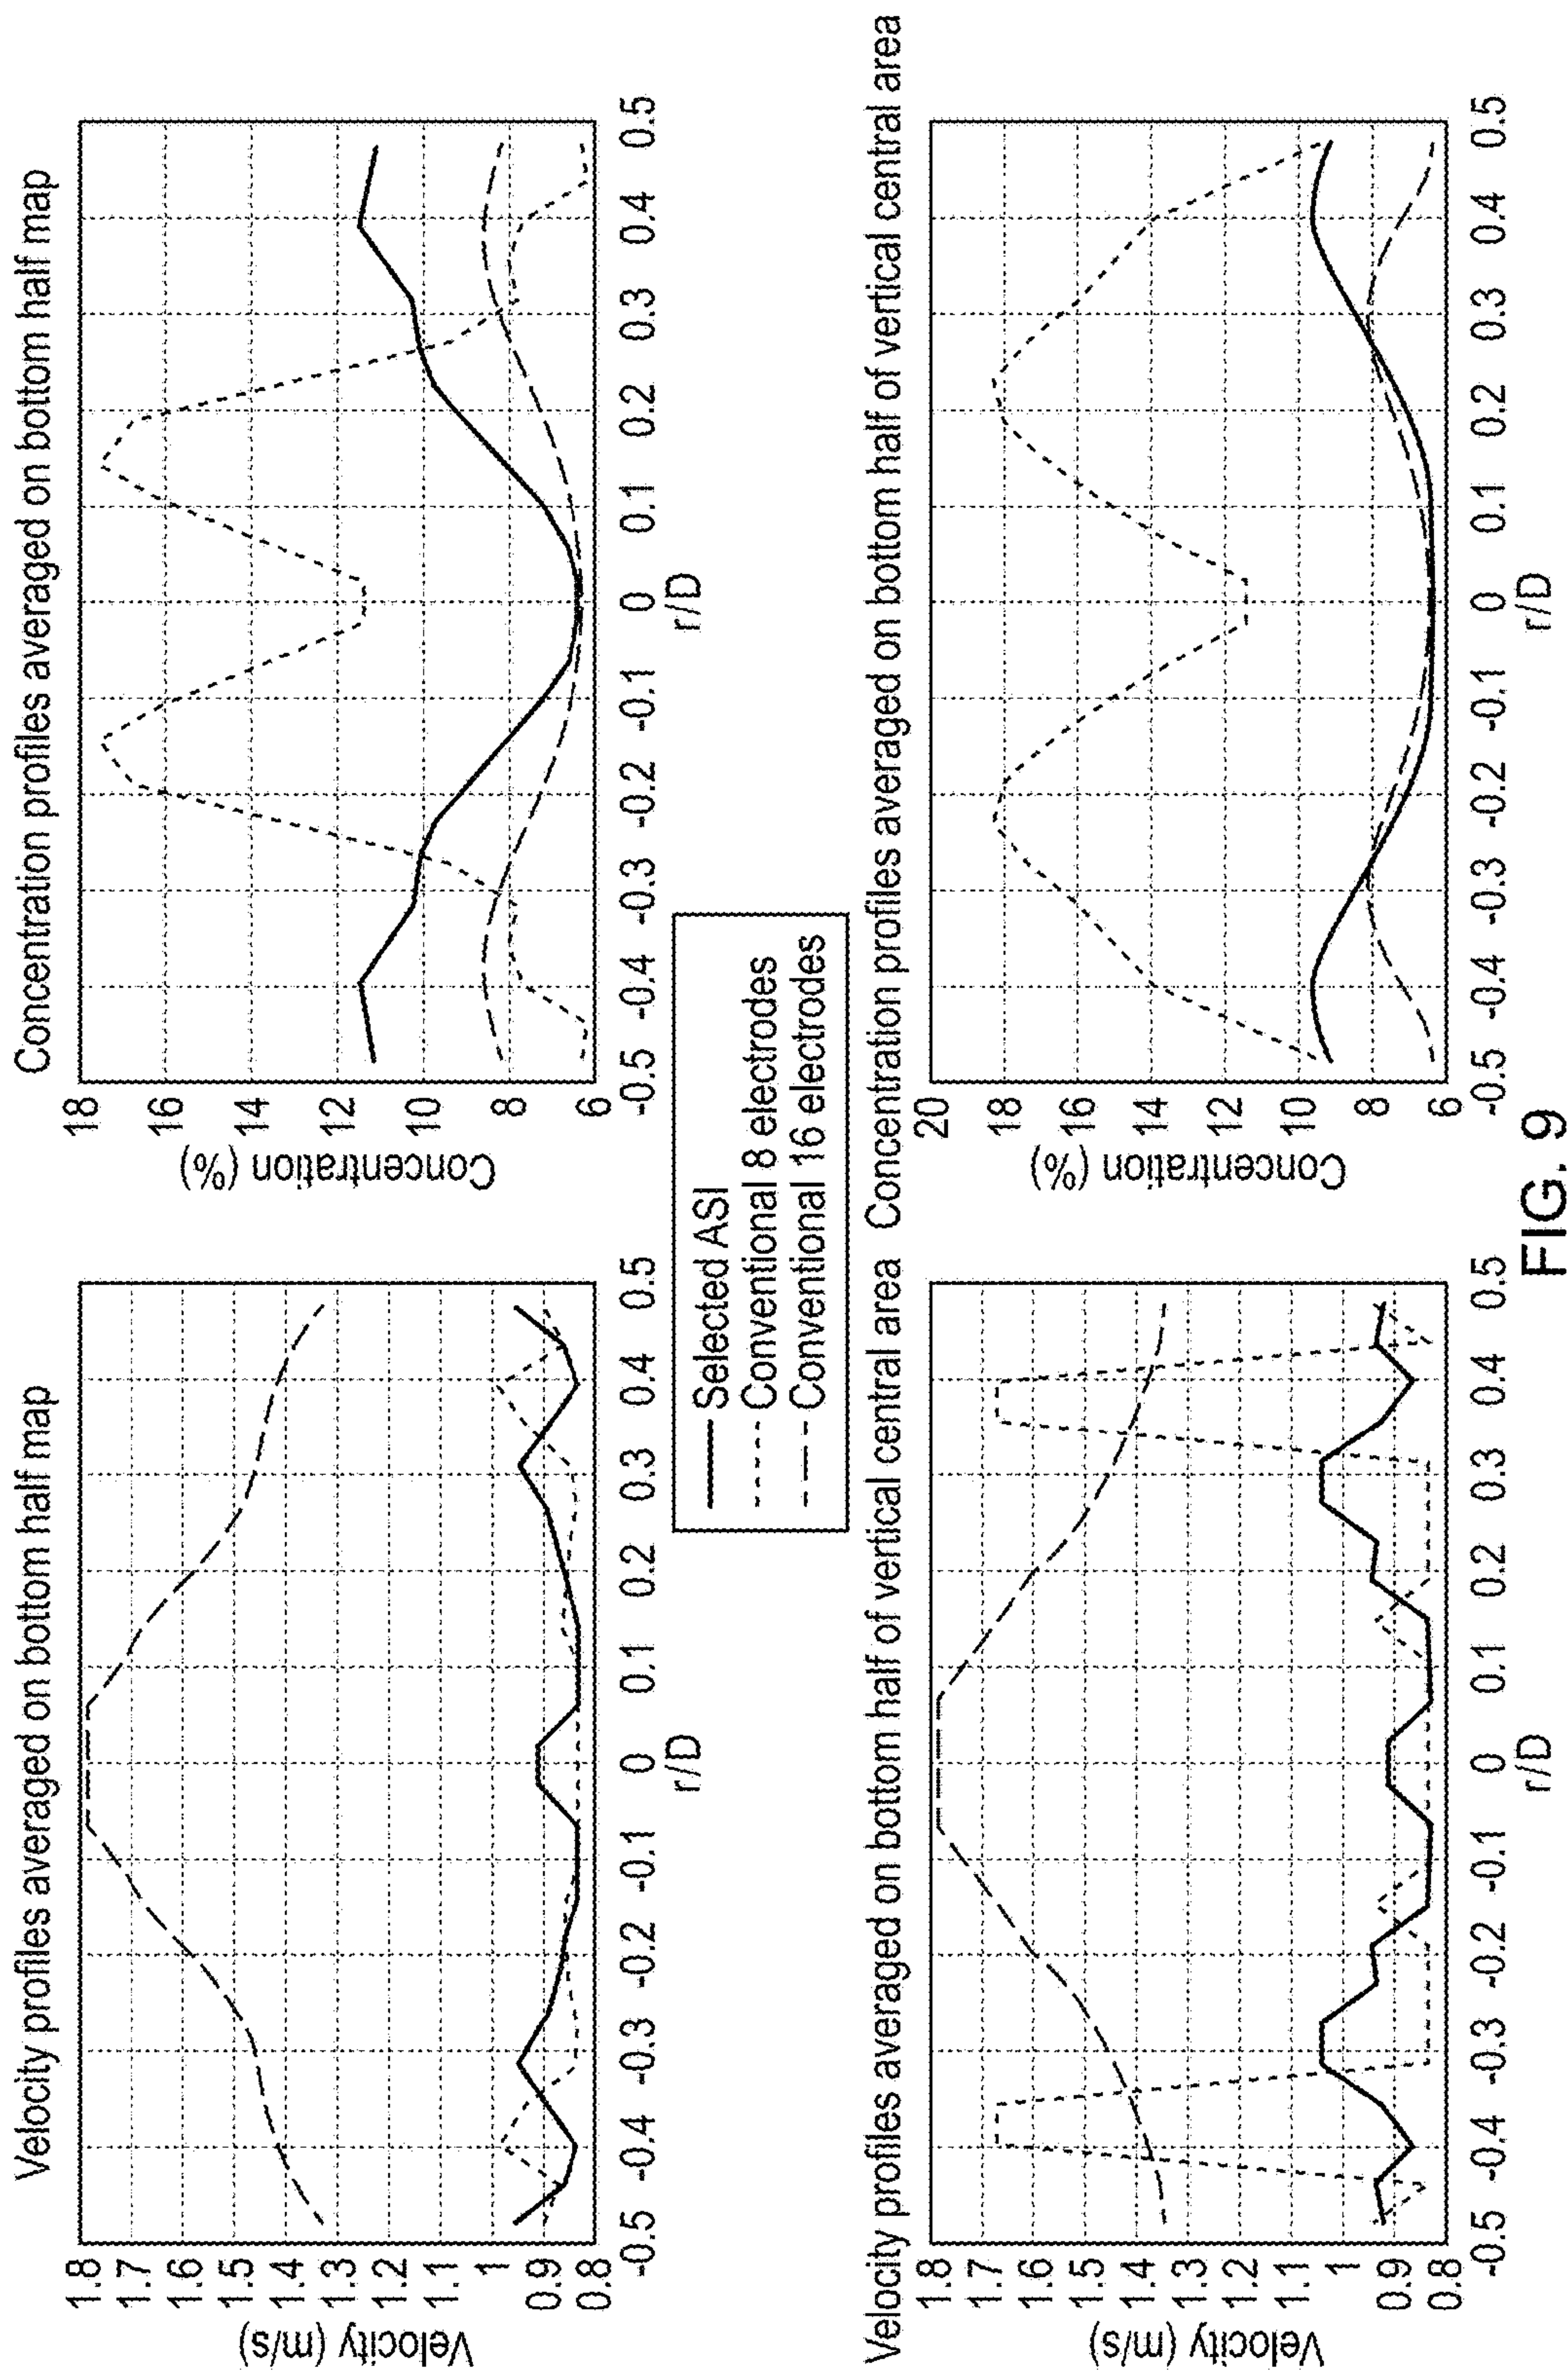 Velocity profiles averaged on bottom half map
Velocity (m/s)
1.8
1.7
1.6
1.5
1.4
1.3
1.2
1.1
1
0.9
0.8
-0.5 -0.4 -0.3 -0.2 -0.1 0 0.1 0.2 0.3 0.4 0.5
r/D
Concentration profiles averaged on bottom half map
Concentration (%)
18
16
14
12
10
8
6
-0.5 -0.4 -0.3 -0.2 -0.1 0 0.1 0.2 0.3 0.4 0.5
r/D
Selected ASI
Conventional 8 electrodes
Conventional 16 electrodes
Velocity profiles averaged on bottom half of vertical central area
Velocity (m/s)
1.8
1.7
1.6
1.5
1.4
1.3
1.2
1.1
1
0.9
0.8
-0.5 -0.4 -0.3 -0.2 -0.1 0 0.1 0.2 0.3 0.4 0.5
r/D
Concentration profiles averaged on bottom half of vertical central area
Concentration (%)
20
18
16
14
12
10
8
6
-0.5 -0.4 -0.3 -0.2 -0.1 0 0.1 0.2 0.3 0.4 0.5
r/D
FIG. 9